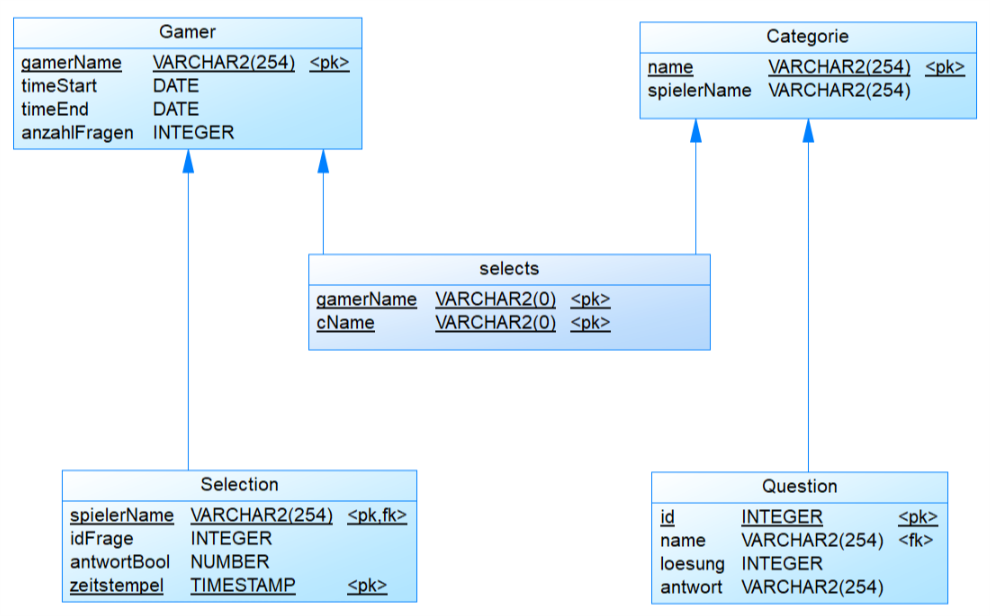 Gamer
gamerName VARCHAR2(254) <pk>
timeStart DATE
timeEnd DATE
anzahlFragen INTEGER
Categorie
name VARCHAR2(254) <pk>
spielerName VARCHAR2(254)
selects
gamerName VARCHAR2(0) <pk>
cName VARCHAR2(0) <pk>
Selection
spielerName VARCHAR2(254) <pk,fk>
idFrage INTEGER
antwortBool NUMBER
zeitstempel TIMESTAMP <pk>
Question
id INTEGER <pk>
name VARCHAR2(254) <fk>
loesung INTEGER
antwort VARCHAR2(254)